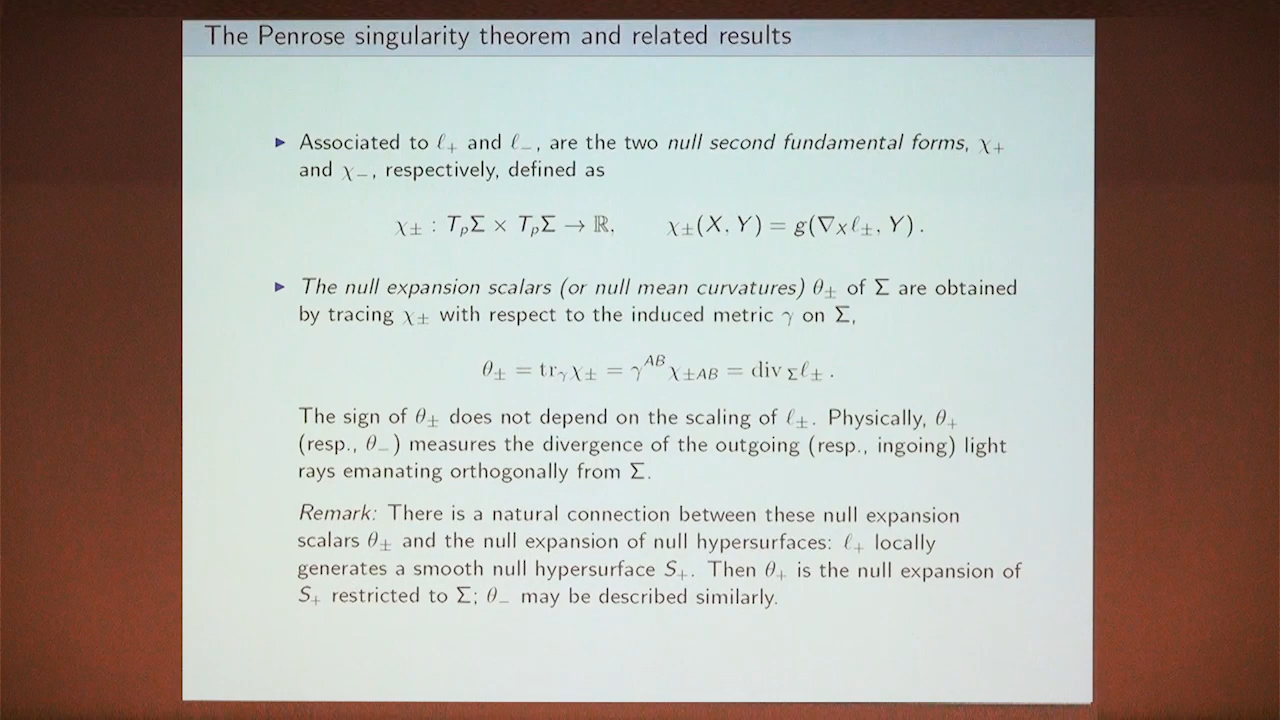 The Penrose singularity theorem and related results
▶ Associated to ℓ₊ and ℓ₋, are the two null second fundamental forms, χ₊
and χ₋, respectively, defined as
χ± : TₚΣ × TₚΣ → ℝ, χ±(X, Y) = g(∇_X ℓ±, Y) .
▶ The null expansion scalars (or null mean curvatures) θ± of Σ are obtained
by tracing χ± with respect to the induced metric γ on Σ,
θ± = tr_γ χ± = γ^{AB} χ_{±AB} = div_Σ ℓ± .
The sign of θ± does not depend on the scaling of ℓ±. Physically, θ₊
(resp., θ₋) measures the divergence of the outgoing (resp., ingoing) light
rays emanating orthogonally from Σ.
Remark: There is a natural connection between these null expansion
scalars θ± and the null expansion of null hypersurfaces: ℓ₊ locally
generates a smooth null hypersurface S₊. Then θ₊ is the null expansion of
S₊ restricted to Σ; θ₋ may be described similarly.